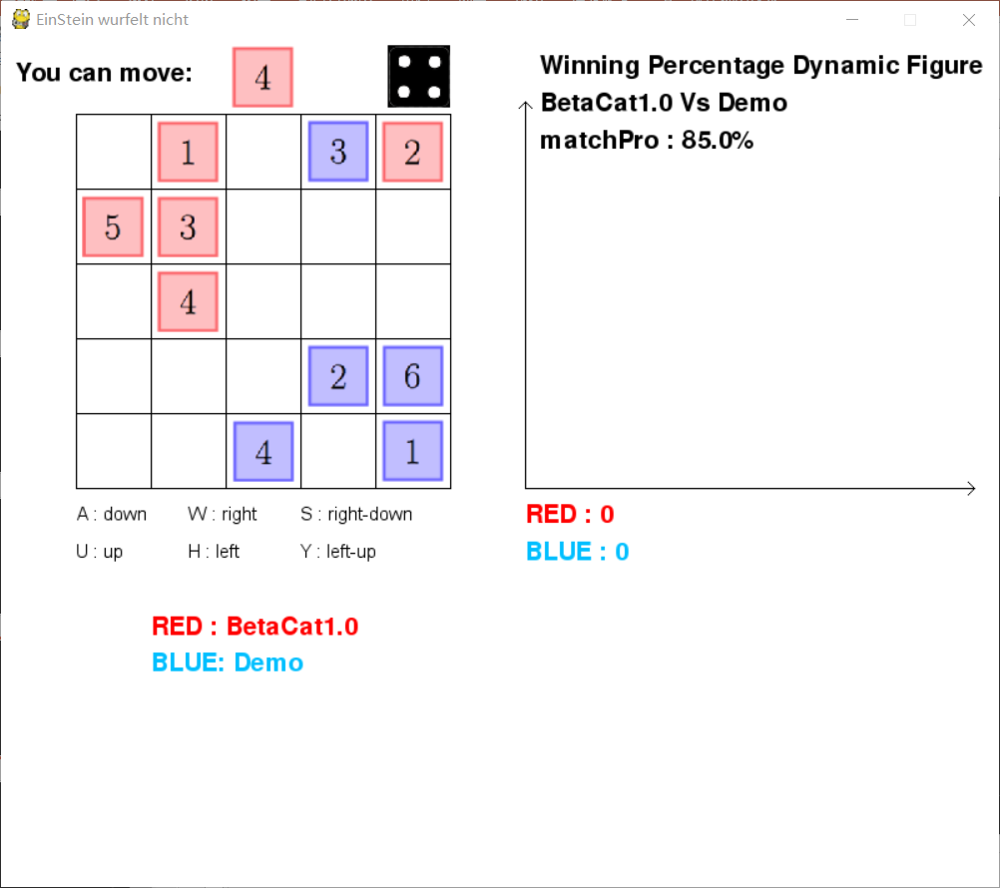 EinStein wurfelt nicht
You can move: 4
Winning Percentage Dynamic Figure
BetaCat1.0 Vs Demo
matchPro : 85.0%
1 3 2
5 3
4
2 6
4 1
A : down W : right S : right-down
U : up H : left Y : left-up
RED : 0
BLUE : 0
RED : BetaCat1.0
BLUE: Demo